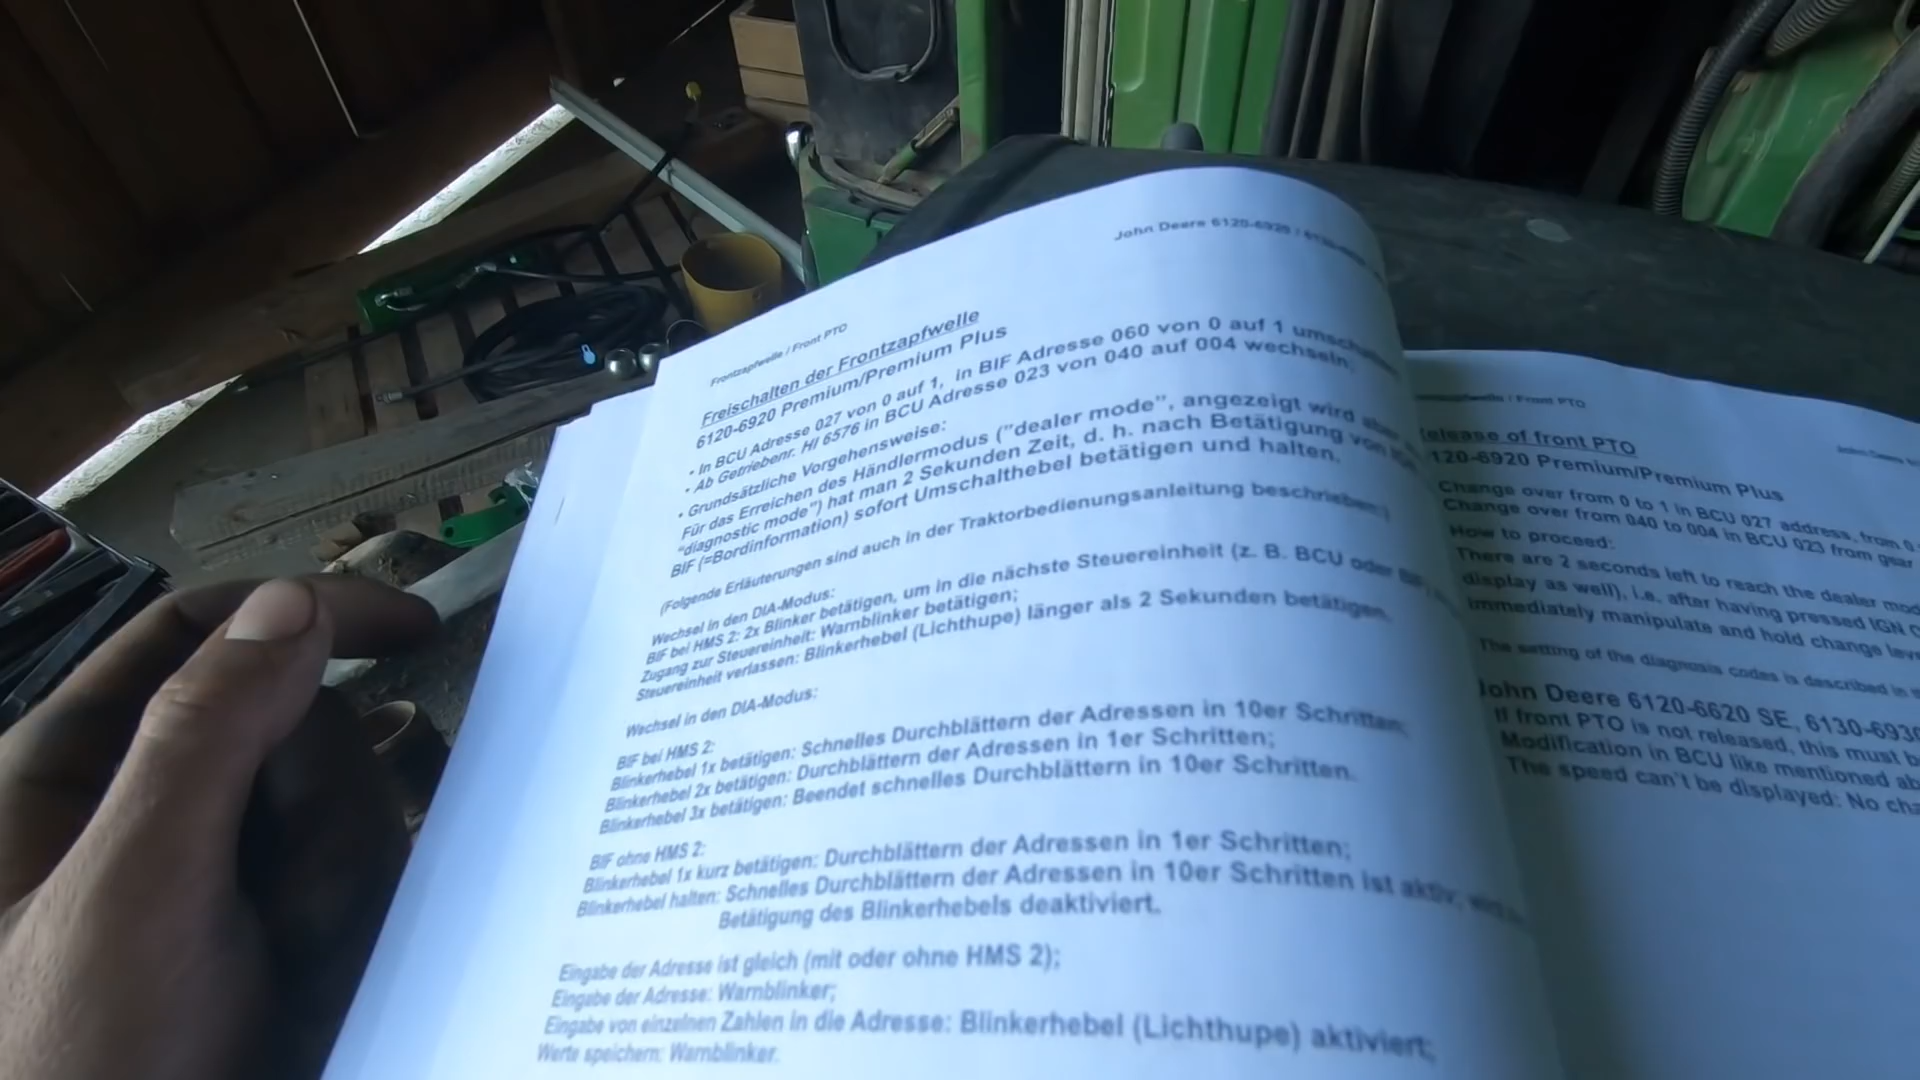 John Deere 6120-6920 /
Frontzapfwelle / Front PTO
Freischalten der Frontzapfwelle
6120-6920 Premium/Premium Plus
• In BCU Adresse 027 von 0 auf 1, in BIF Adresse 060 von 0 auf 1
• Ab Getriebenr. HJ 6576 in BCU Adresse 023 von 040 auf 004 wechseln.
• Grundsätzliche Vorgehensweise:
Für das Erreichen des Händlermodus ("dealer mode", angezeigt wird aber
"diagnostic mode") hat man 2 Sekunden Zeit, d. h. nach Betätigung von
BIF (=Bordinformation) sofort Umschalthebel betätigen und halten.
(Folgende Erläuterungen sind auch in der Traktorbedienungsanleitung beschrieben:)
Wechsel in den DIA-Modus:
BIF bei HMS 2: 2x Blinker betätigen, um in die nächste Steuereinheit (z. B. BCU oder
Zugang zur Steuereinheit: Warnblinker betätigen;
Steuereinheit verlassen: Blinkerhebel (Lichthupe) länger als 2 Sekunden betätigen.
Wechsel in den DIA-Modus:
BIF bei HMS 2:
Blinkerhebel 1x betätigen: Schnelles Durchblättern der Adressen in 10er Schritten;
Blinkerhebel 2x betätigen: Durchblättern der Adressen in 1er Schritten;
Blinkerhebel 3x betätigen: Beendet schnelles Durchblättern in 10er Schritten.
BIF ohne HMS 2:
Blinkerhebel 1x kurz betätigen: Durchblättern der Adressen in 1er Schritten;
Blinkerhebel halten: Schnelles Durchblättern der Adressen in 10er Schritten ist aktiv,
Betätigung des Blinkerhebels deaktiviert.
Eingabe der Adresse ist gleich (mit oder ohne HMS 2);
Eingabe der Adresse: Warnblinker;
Eingabe von einzelnen Zahlen in die Adresse: Blinkerhebel (Lichthupe) aktiviert;
Werte speichern: Warnblinker.
/ Front PTO
elease of front PTO
120-6920 Premium/Premium Plus
Change over from 0 to 1 in BCU 027 address, from 0
Change over from 040 to 004 in BCU 023 from gear
How to proceed:
There are 2 seconds left to reach the dealer mod
display as well), i.e. after having pressed IGN
immediately manipulate and hold change leve
The setting of the diagnosis codes is described in
John Deere 6120-6620 SE, 6130-6930
If front PTO is not released, this must b
Modification in BCU like mentioned ab
The speed can't be displayed: No cha